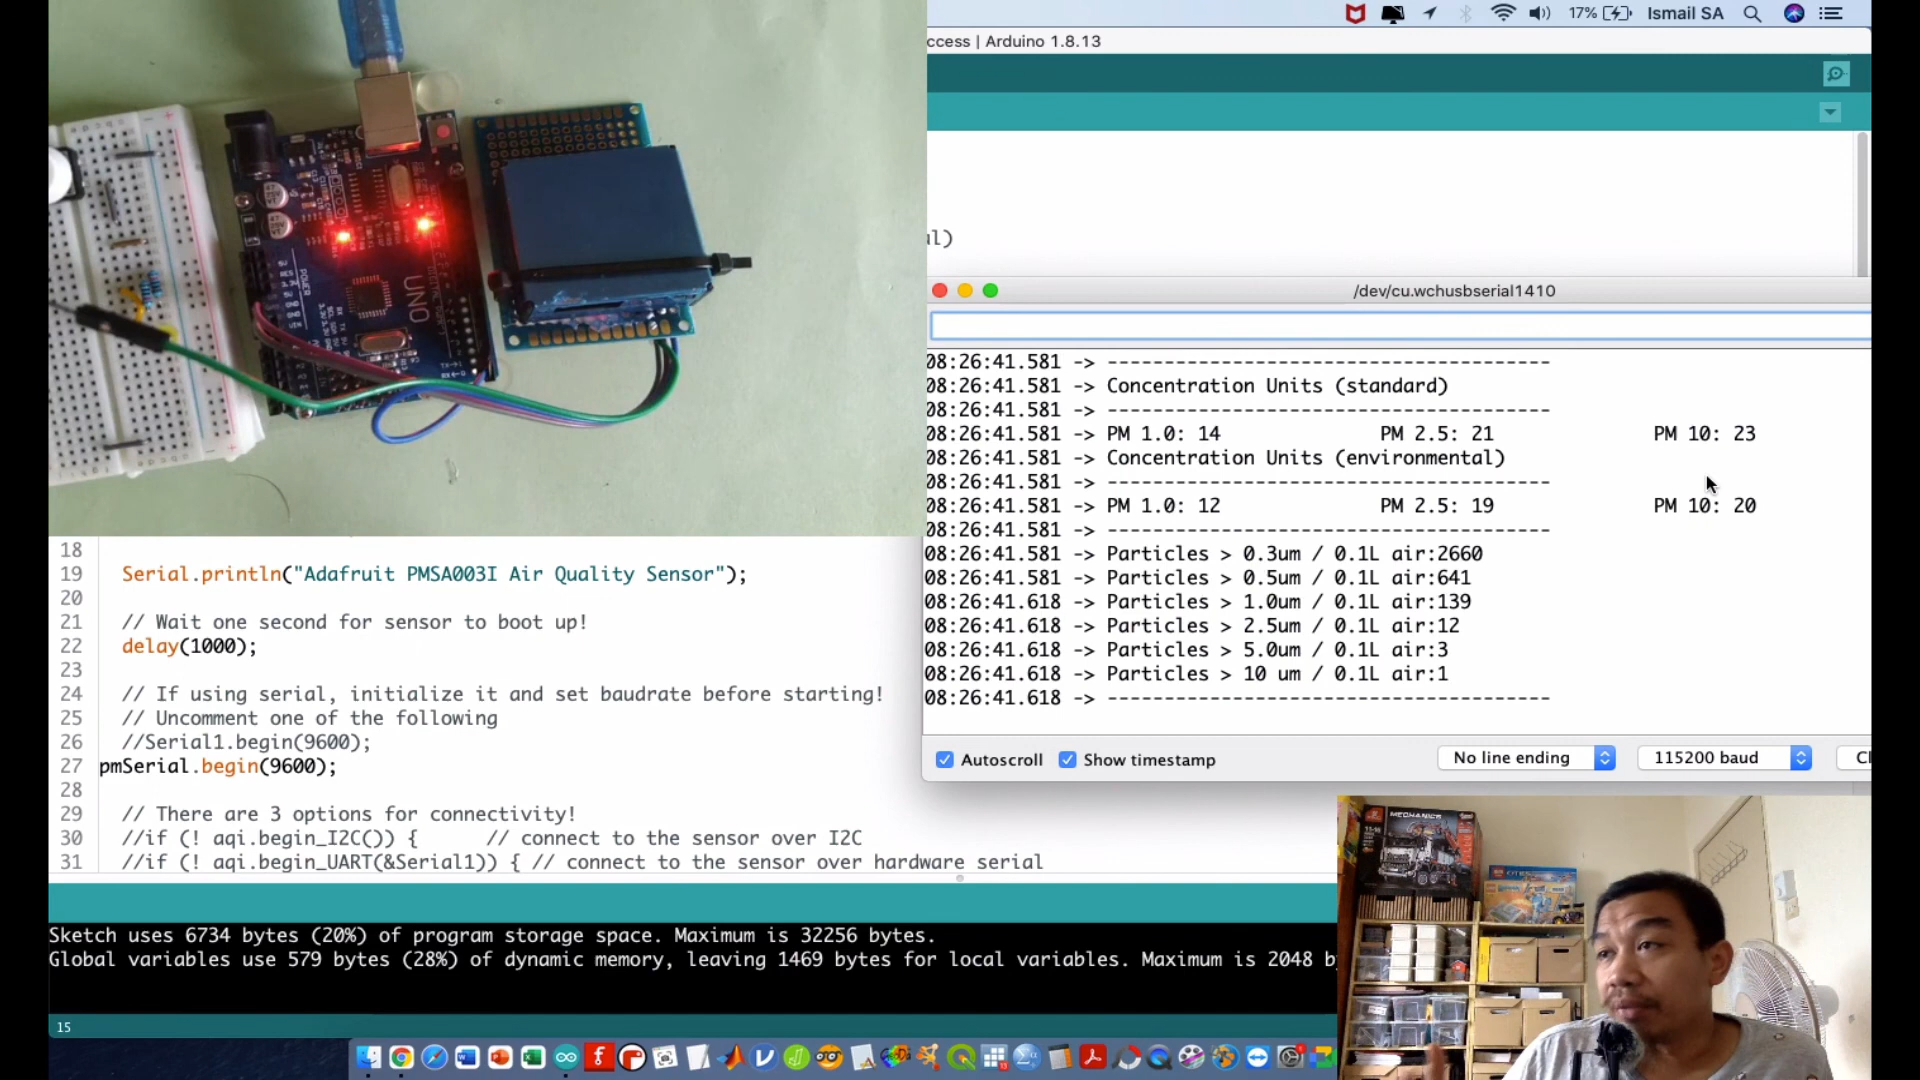 17%
Ismail SA
ccess | Arduino 1.8.13
al)
/dev/cu.wchusbserial1410
08:26:41.581 -> ---------------------------------------
08:26:41.581 -> Concentration Units (standard)
08:26:41.581 -> ---------------------------------------
08:26:41.581 -> PM 1.0: 14 PM 2.5: 21 PM 10: 23
08:26:41.581 -> Concentration Units (environmental)
08:26:41.581 -> ---------------------------------------
08:26:41.581 -> PM 1.0: 12 PM 2.5: 19 PM 10: 20
08:26:41.581 -> ---------------------------------------
08:26:41.581 -> Particles > 0.3um / 0.1L air:2660
08:26:41.581 -> Particles > 0.5um / 0.1L air:641
08:26:41.618 -> Particles > 1.0um / 0.1L air:139
08:26:41.618 -> Particles > 2.5um / 0.1L air:12
08:26:41.618 -> Particles > 5.0um / 0.1L air:3
08:26:41.618 -> Particles > 10 um / 0.1L air:1
08:26:41.618 -> ---------------------------------------
Autoscroll
Show timestamp
No line ending
115200 baud
Cl
UNO
POWER
18
19 Serial.println("Adafruit PMSA003I Air Quality Sensor");
20
21 // Wait one second for sensor to boot up!
22 delay(1000);
23
24 // If using serial, initialize it and set baudrate before starting!
25 // Uncomment one of the following
26 //Serial1.begin(9600);
27 pmSerial.begin(9600);
28
29 // There are 3 options for connectivity!
30 //if (! aqi.begin_I2C()) { // connect to the sensor over I2C
31 //if (! aqi.begin_UART(&Serial1)) { // connect to the sensor over hardware serial
Sketch uses 6734 bytes (20%) of program storage space. Maximum is 32256 bytes.
Global variables use 579 bytes (28%) of dynamic memory, leaving 1469 bytes for local variables. Maximum is 2048 b
15
MECHANICS